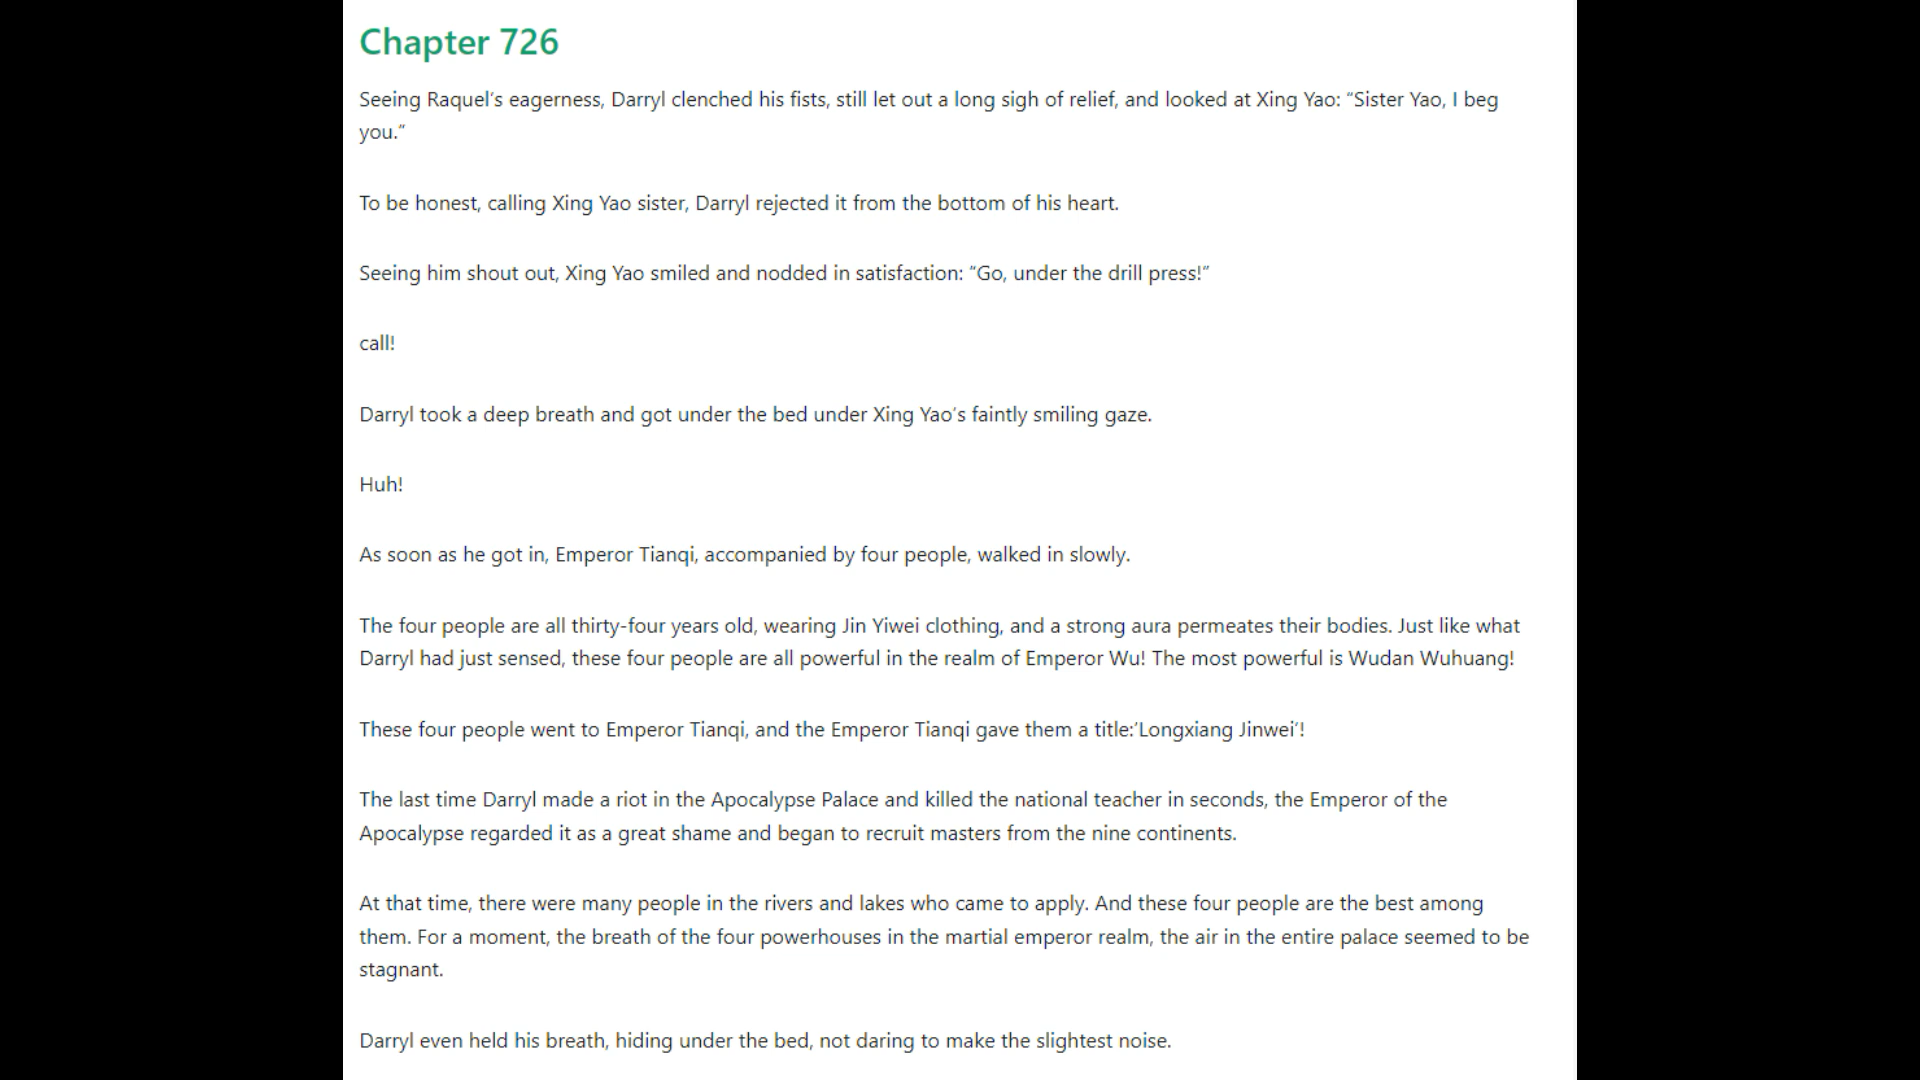 Chapter 726
Seeing Raquel’s eagerness, Darryl clenched his fists, still let out a long sigh of relief, and looked at Xing Yao: “Sister Yao, I beg
you.”
To be honest, calling Xing Yao sister, Darryl rejected it from the bottom of his heart.
Seeing him shout out, Xing Yao smiled and nodded in satisfaction: “Go, under the drill press!”
call!
Darryl took a deep breath and got under the bed under Xing Yao’s faintly smiling gaze.
Huh!
As soon as he got in, Emperor Tianqi, accompanied by four people, walked in slowly.
The four people are all thirty-four years old, wearing Jin Yiwei clothing, and a strong aura permeates their bodies. Just like what
Darryl had just sensed, these four people are all powerful in the realm of Emperor Wu! The most powerful is Wudan Wuhuang!
These four people went to Emperor Tianqi, and the Emperor Tianqi gave them a title:’Longxiang Jinwei’!
The last time Darryl made a riot in the Apocalypse Palace and killed the national teacher in seconds, the Emperor of the
Apocalypse regarded it as a great shame and began to recruit masters from the nine continents.
At that time, there were many people in the rivers and lakes who came to apply. And these four people are the best among
them. For a moment, the breath of the four powerhouses in the martial emperor realm, the air in the entire palace seemed to be
stagnant.
Darryl even held his breath, hiding under the bed, not daring to make the slightest noise.